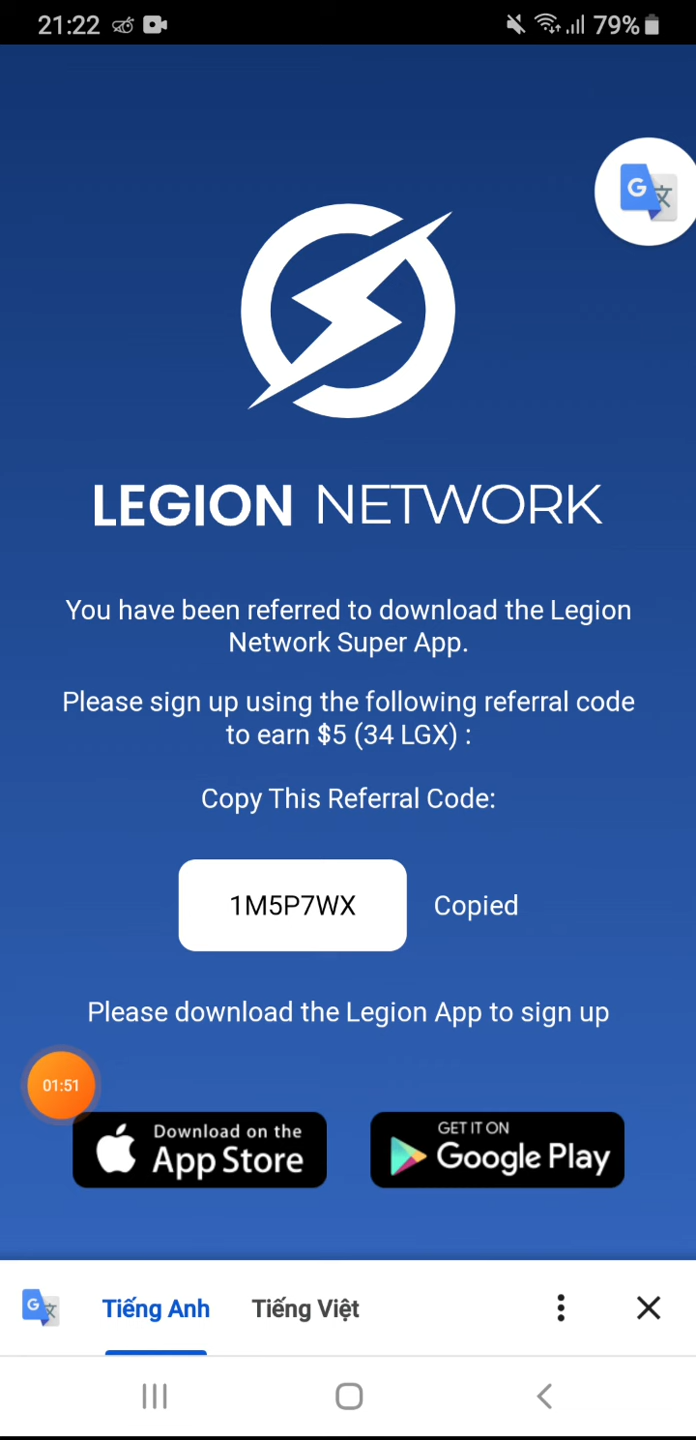 21:22
79%
G
LEGION NETWORK
You have been referred to download the Legion
Network Super App.
Please sign up using the following referral code
to earn $5 (34 LGX) :
Copy This Referral Code:
1M5P7WX Copied
Please download the Legion App to sign up
01:51
Download on the
App Store
GET IT ON
Google Play
G Tiếng Anh Tiếng Việt